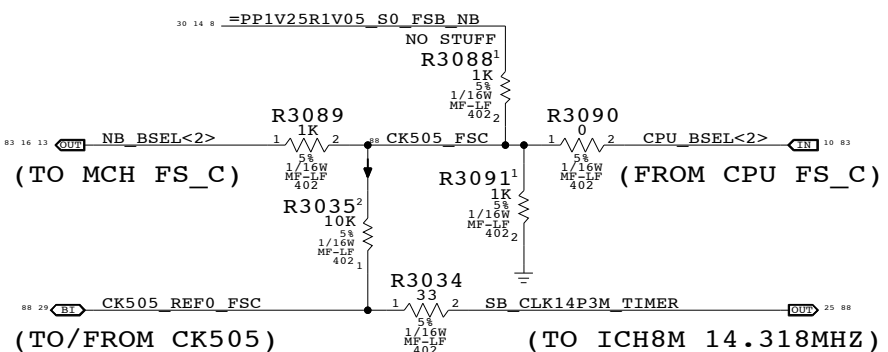 30 14 8 =PP1V25R1V05_S0_FSB_NB
NO STUFF
R3088 1
1K
5%
1/16W
MF-LF
402 2
R3089
1K
1 2
5%
1/16W
MF-LF
402
R3090
0
1 2
5%
1/16W
MF-LF
402
83 16 13 OUT NB_BSEL<2>
88 CK505_FSC
CPU_BSEL<2> IN 10 83
(TO MCH FS_C)
(FROM CPU FS_C)
R3091 1
1K
5%
1/16W
MF-LF
402 2
R3035 2
10K
5%
1/16W
MF-LF
402 1
R3034
33
1 2
5%
1/16W
MF-LF
402
88 29 BI CK505_REF0_FSC
SB_CLK14P3M_TIMER OUT 25 88
(TO/FROM CK505)
(TO ICH8M 14.318MHZ)